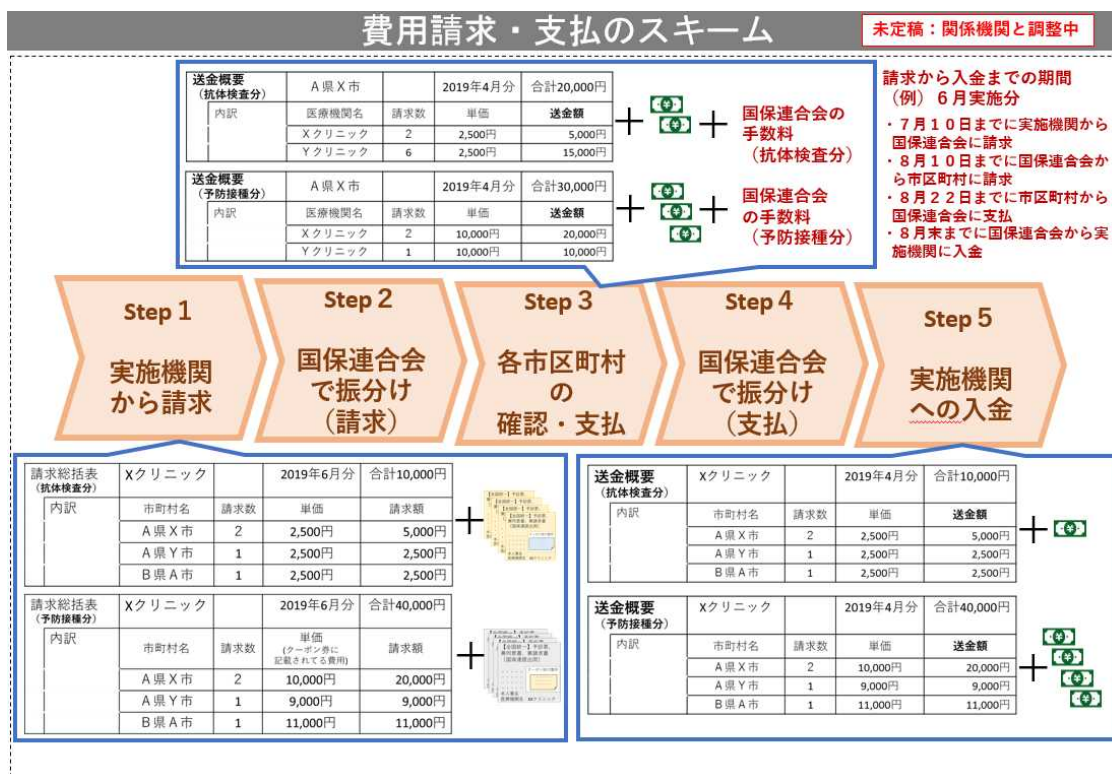 費用請求・支払のスキーム
未定稿：関係機関と調整中
送金概要 A県X市 2019年4月分 合計20,000円
（抗体検査分）
内訳 医療機関名 請求数 単価 送金額
Xクリニック 2 2,500円 5,000円
Yクリニック 6 2,500円 15,000円
＋ ＋ 国保連合会の
手数料
（抗体検査分）
送金概要 A県X市 2019年4月分 合計30,000円
（予防接種分）
内訳 医療機関名 請求数 単価 送金額
Xクリニック 2 10,000円 20,000円
Yクリニック 1 10,000円 10,000円
＋ ＋ 国保連合会
の手数料
（予防接種分）
請求から入金までの期間
（例）６月実施分
・７月１０日までに実施機関から
国保連合会に請求
・８月１０日までに国保連合会か
ら市区町村に請求
・８月２２日までに市区町村から
国保連合会に支払
・８月末までに国保連合会から実
施機関に入金
Step 1
実施機関
から請求
Step 2
国保連合会
で振分け
（請求）
Step 3
各市区町村
の
確認・支払
Step 4
国保連合会
で振分け
（支払）
Step 5
実施機関
への入金
請求総括表 Xクリニック 2019年6月分 合計10,000円
（抗体検査分）
内訳 市町村名 請求数 単価 請求額
A県X市 2 2,500円 5,000円
A県Y市 1 2,500円 2,500円
B県A市 1 2,500円 2,500円
＋
請求総括表 Xクリニック 2019年6月分 合計40,000円
（予防接種分）
内訳 市町村名 請求数 単価 請求額
(クーポン券に
記載されてる費用)
A県X市 2 10,000円 20,000円
A県Y市 1 9,000円 9,000円
B県A市 1 11,000円 11,000円
＋
送金概要 Xクリニック 2019年4月分 合計10,000円
（抗体検査分）
内訳 市町村名 請求数 単価 送金額
A県X市 2 2,500円 5,000円
A県Y市 1 2,500円 2,500円
B県A市 1 2,500円 2,500円
＋
送金概要 Xクリニック 2019年4月分 合計40,000円
（予防接種分）
内訳 市町村名 請求数 単価 送金額
A県X市 2 10,000円 20,000円
A県Y市 1 9,000円 9,000円
B県A市 1 11,000円 11,000円
＋